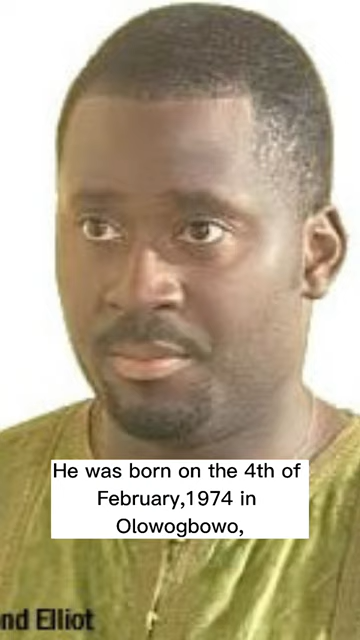 He was born on the 4th of
February,1974 in
Olowogbowo,
nd Elliot